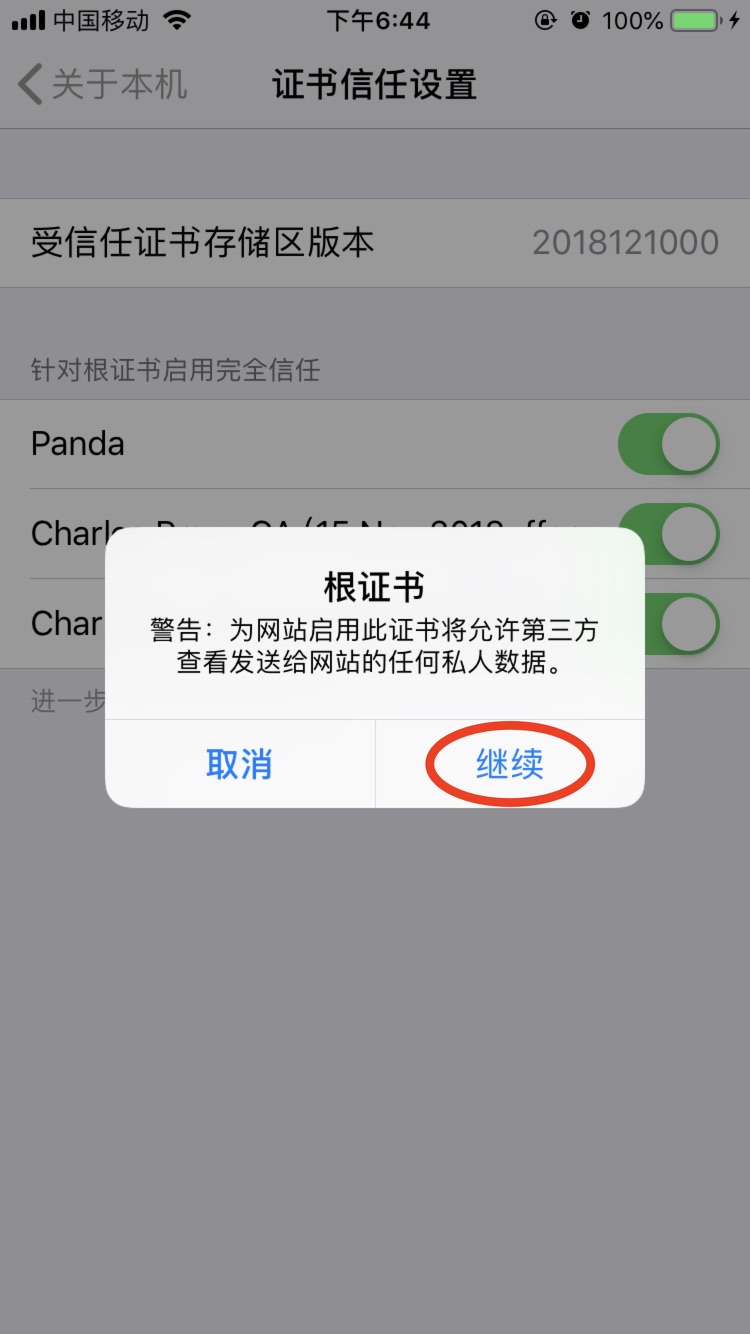 中国移动 下午6:44 100%
关于本机 证书信任设置
受信任证书存储区版本 2018121000
针对根证书启用完全信任
Panda
Char
根证书
警告：为网站启用此证书将允许第三方
查看发送给网站的任何私人数据。
进一步
取消 继续